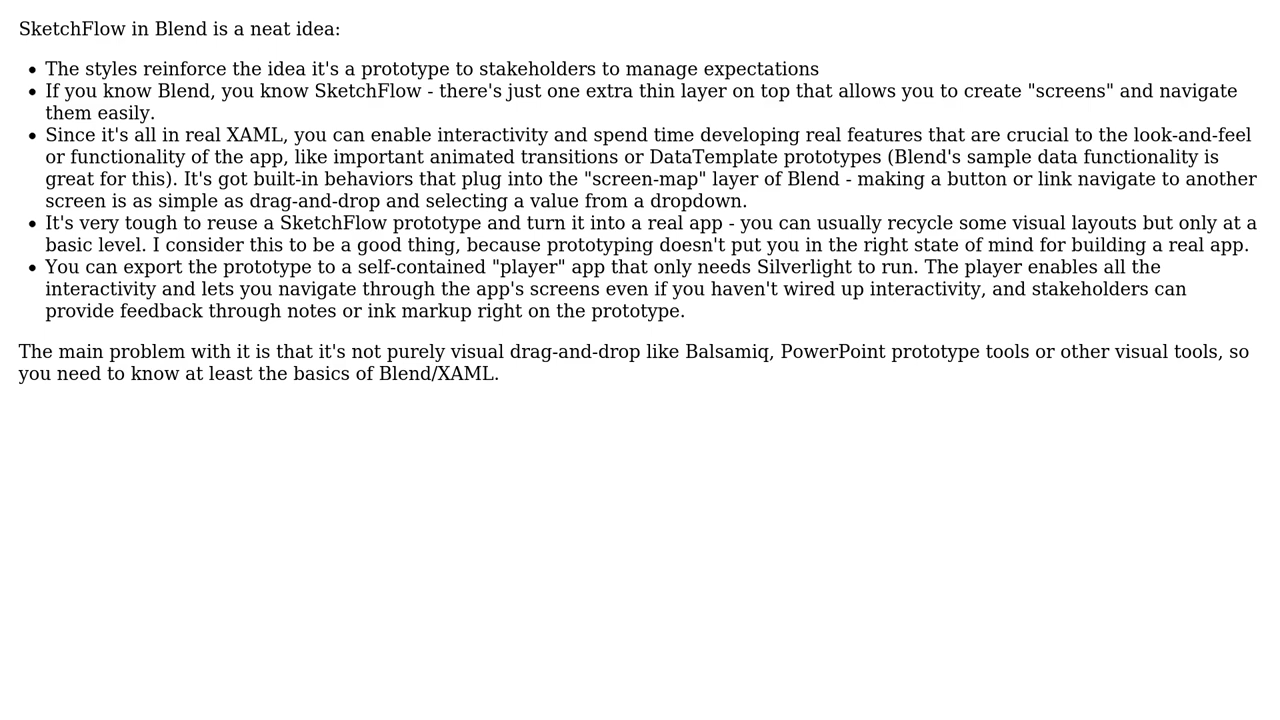 SketchFlow in Blend is a neat idea:
• The styles reinforce the idea it's a prototype to stakeholders to manage expectations
• If you know Blend, you know SketchFlow - there's just one extra thin layer on top that allows you to create "screens" and navigate
them easily.
• Since it's all in real XAML, you can enable interactivity and spend time developing real features that are crucial to the look-and-feel
or functionality of the app, like important animated transitions or DataTemplate prototypes (Blend's sample data functionality is
great for this). It's got built-in behaviors that plug into the "screen-map" layer of Blend - making a button or link navigate to another
screen is as simple as drag-and-drop and selecting a value from a dropdown.
• It's very tough to reuse a SketchFlow prototype and turn it into a real app - you can usually recycle some visual layouts but only at a
basic level. I consider this to be a good thing, because prototyping doesn't put you in the right state of mind for building a real app.
• You can export the prototype to a self-contained "player" app that only needs Silverlight to run. The player enables all the
interactivity and lets you navigate through the app's screens even if you haven't wired up interactivity, and stakeholders can
provide feedback through notes or ink markup right on the prototype.
The main problem with it is that it's not purely visual drag-and-drop like Balsamiq, PowerPoint prototype tools or other visual tools, so
you need to know at least the basics of Blend/XAML.